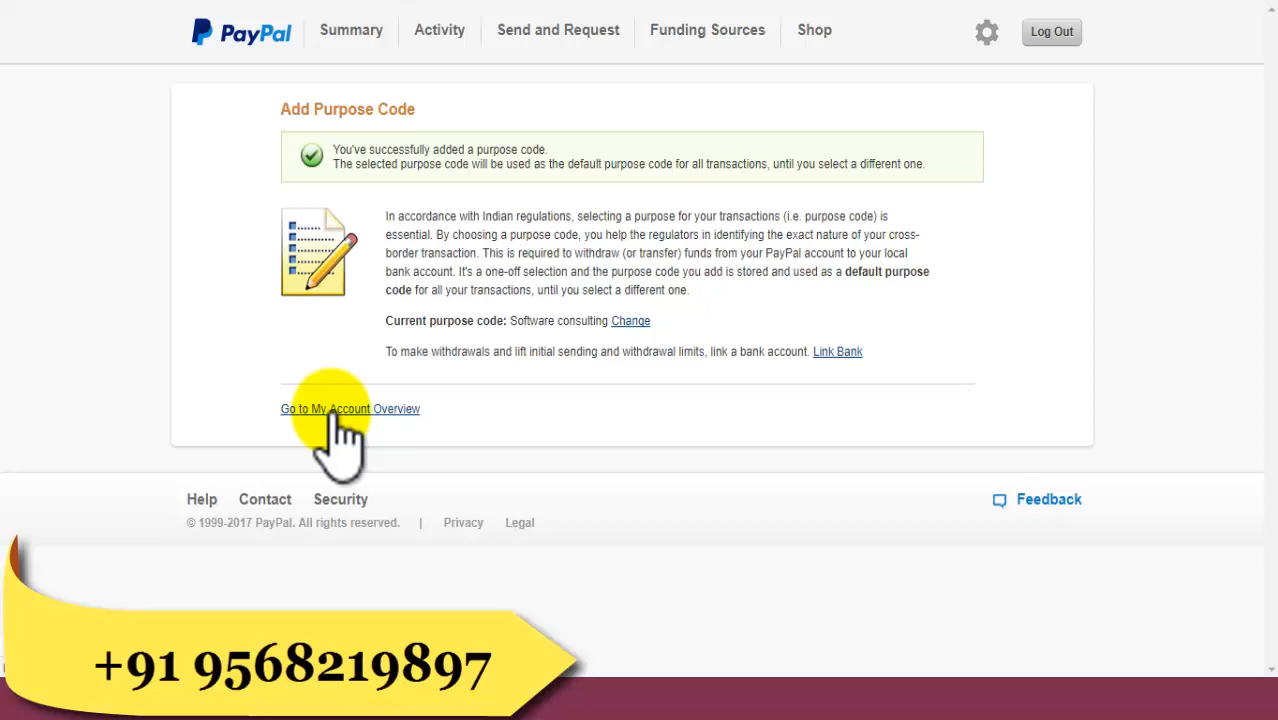 PayPal Summary Activity Send and Request Funding Sources Shop Log Out
Add Purpose Code
You've successfully added a purpose code.
The selected purpose code will be used as the default purpose code for all transactions, until you select a different one.
In accordance with Indian regulations, selecting a purpose for your transactions (i.e. purpose code) is
essential. By choosing a purpose code, you help the regulators in identifying the exact nature of your cross-
border transaction. This is required to withdraw (or transfer) funds from your PayPal account to your local
bank account. It's a one-off selection and the purpose code you add is stored and used as a default purpose
code for all your transactions, until you select a different one.
Current purpose code: Software consulting Change
To make withdrawals and lift initial sending and withdrawal limits, link a bank account. Link Bank
Go to My Account Overview
Help Contact Security Feedback
© 1999-2017 PayPal. All rights reserved. | Privacy Legal
+91 9568219897